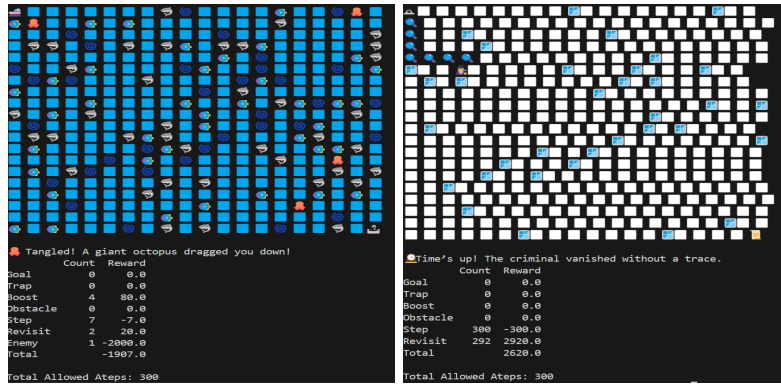 Tangled! A giant octopus dragged you down!
Count Reward
Goal 0 0.0
Trap 0 0.0
Boost 4 80.0
Obstacle 0 0.0
Step 7 -7.0
Revisit 2 20.0
Enemy 1 -2000.0
Total -1907.0
Total Allowed Ateps: 300
Time's up! The criminal vanished without a trace.
Count Reward
Goal 0 0.0
Trap 0 0.0
Boost 0 0.0
Obstacle 0 0.0
Step 300 -300.0
Revisit 292 2920.0
Total 2620.0
Total Allowed Ateps: 300